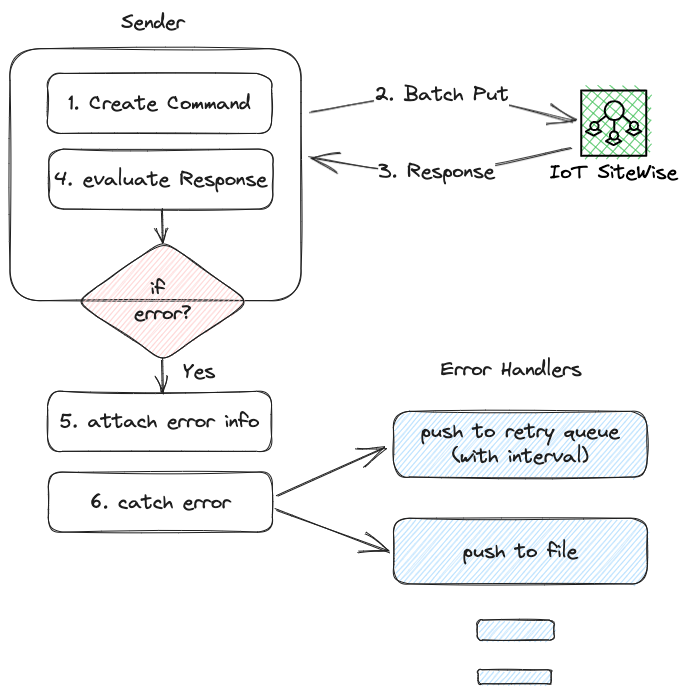 Sender
1. Create Command
2. Batch Put
4. evaluate Response
3. Response
IoT SiteWise
if
error?
Yes
Error Handlers
5. attach error info
push to retry queue
(with interval)
6. catch error
push to file